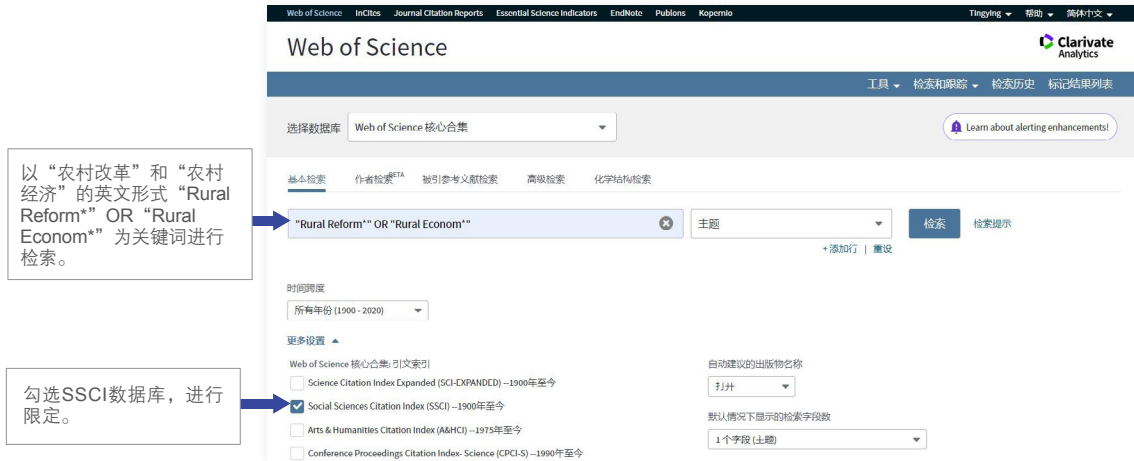 Web of Science InCites Journal Citation Reports Essential Science Indicators EndNote Publons Kopernio Tingying 帮助 简体中文
Web of Science
Clarivate
Analytics
工具 检索和跟踪 检索历史 标记结果列表
选择数据库 Web of Science 核心合集
Learn about alerting enhancements!
以“农村改革”和“农村
经济”的英文形式“Rural
Reform*”OR“Rural
Econom*”为关键词进行
检索。
基本检索 作者检索BETA 被引参考文献检索 高级检索 化学结构检索
"Rural Reform*" OR "Rural Econom*" 主题 检索 检索提示
+添加行 | 重设
时间跨度
所有年份 (1900 - 2020)
更多设置
Web of Science 核心合集: 引文索引
Science Citation Index Expanded (SCI-EXPANDED) --1900年至今
勾选SSCI数据库，进行
限定。
Social Sciences Citation Index (SSCI) --1900年至今
Arts & Humanities Citation Index (A&HCI) --1975年至今
Conference Proceedings Citation Index- Science (CPCI-S) --1990年至今
自动建议的出版物名称
打开
默认情况下显示的检索字段数
1个字段 (主题)